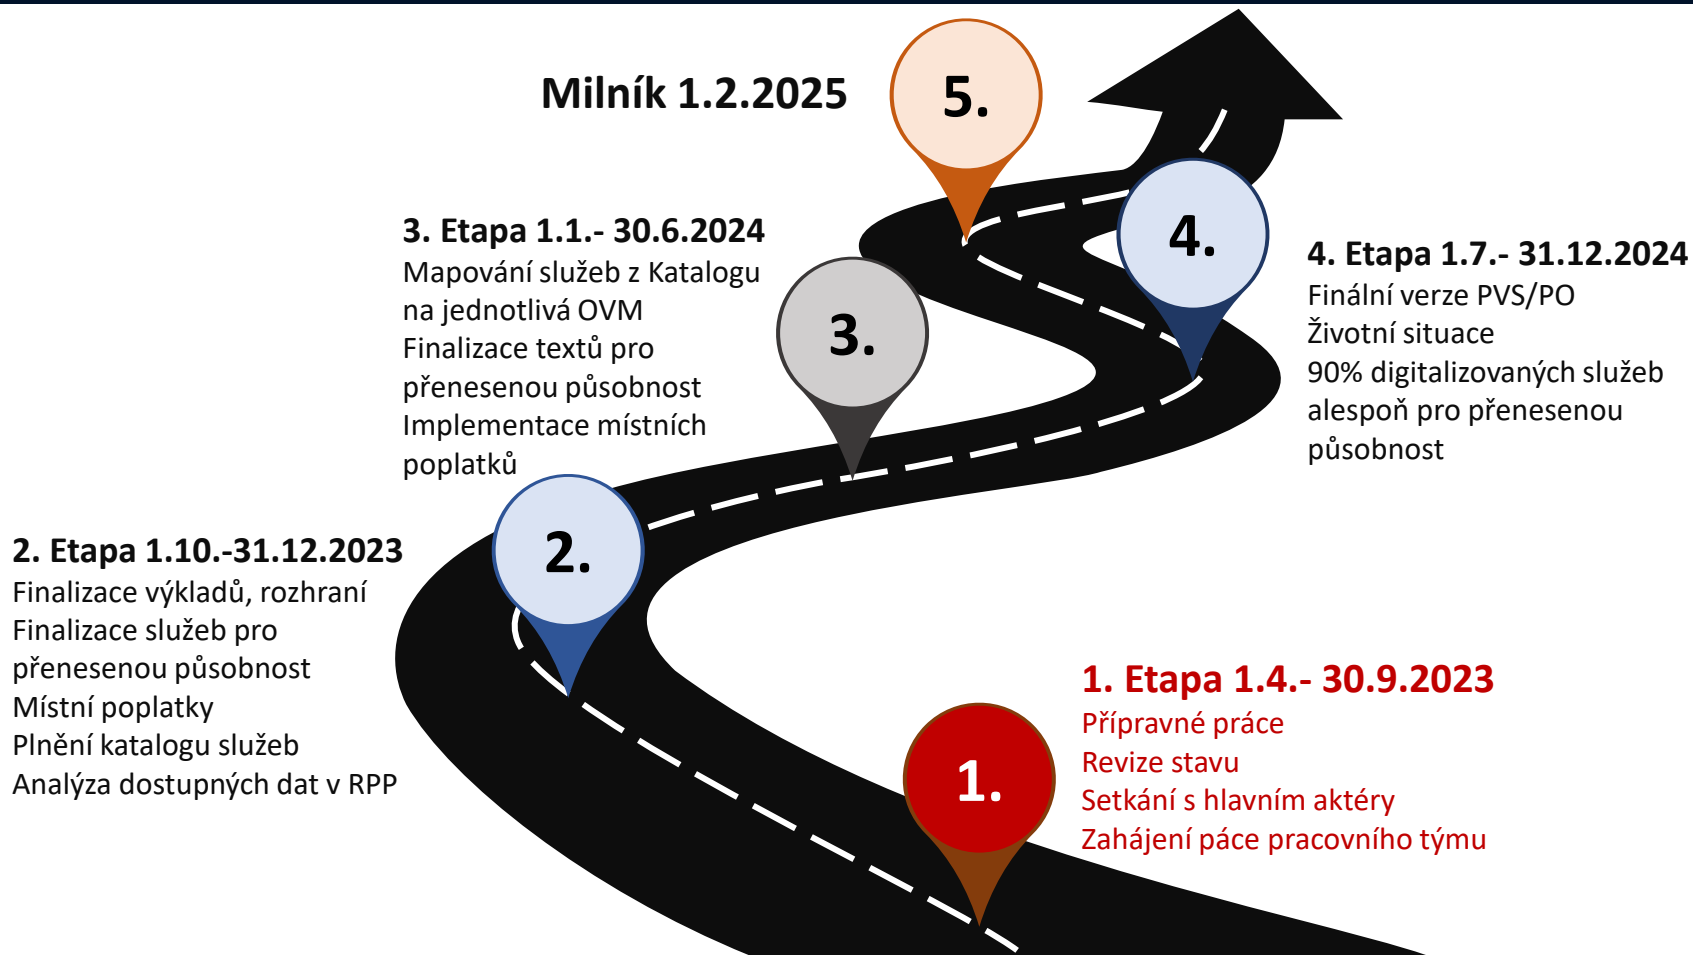 Milník 1.2.2025
5.
3. Etapa 1.1.- 30.6.2024
Mapování služeb z Katalogu
na jednotlivá OVM
Finalizace textů pro
přenesenou působnost
Implementace místních
poplatků
3.
4.
4. Etapa 1.7.- 31.12.2024
Finální verze PVS/PO
Životní situace
90% digitalizovaných služeb
alespoň pro přenesenou
působnost
2. Etapa 1.10.-31.12.2023
Finalizace výkladů, rozhraní
Finalizace služeb pro
přenesenou působnost
Místní poplatky
Plnění katalogu služeb
Analýza dostupných dat v RPP
2.
1. Etapa 1.4.- 30.9.2023
Přípravné práce
Revize stavu
Setkání s hlavním aktéry
Zahájení páce pracovního týmu
1.